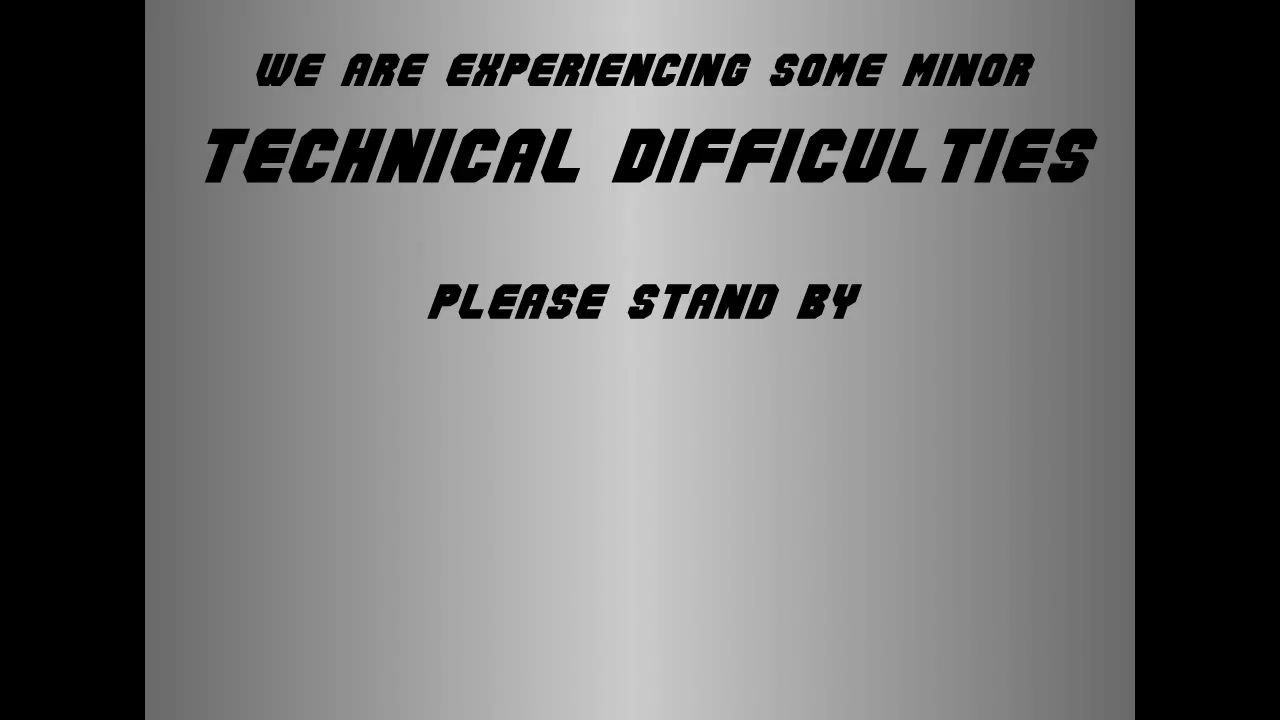 WE ARE EXPERIENCING SOME MINOR
TECHNICAL DIFFICULTIES
PLEASE STAND BY